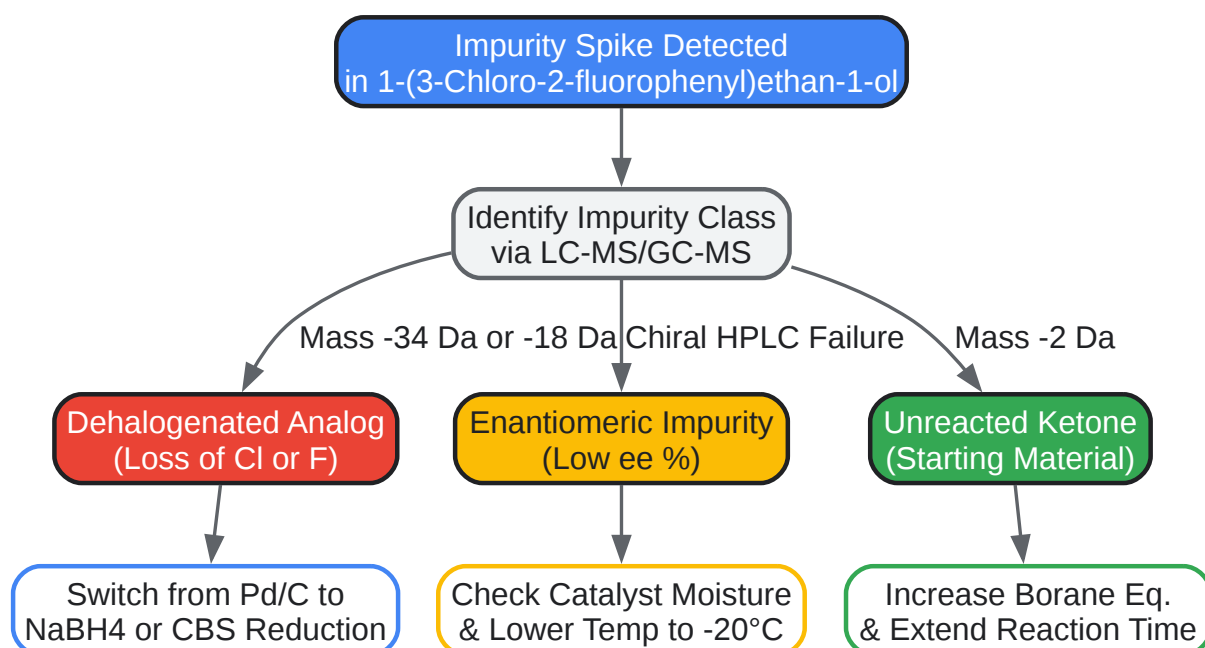 Impurity Spike Detected
in 1-(3-Chloro-2-fluorophenyl)ethan-1-ol
Identify Impurity Class
via LC-MS/GC-MS
Mass -34 Da or -18 Da
Chiral HPLC Failure
Mass -2 Da
Dehalogenated Analog
(Loss of Cl or F)
Enantiomeric Impurity
(Low ee %)
Unreacted Ketone
(Starting Material)
Switch from Pd/C to
NaBH4 or CBS Reduction
Check Catalyst Moisture
& Lower Temp to -20°C
Increase Borane Eq.
& Extend Reaction Time